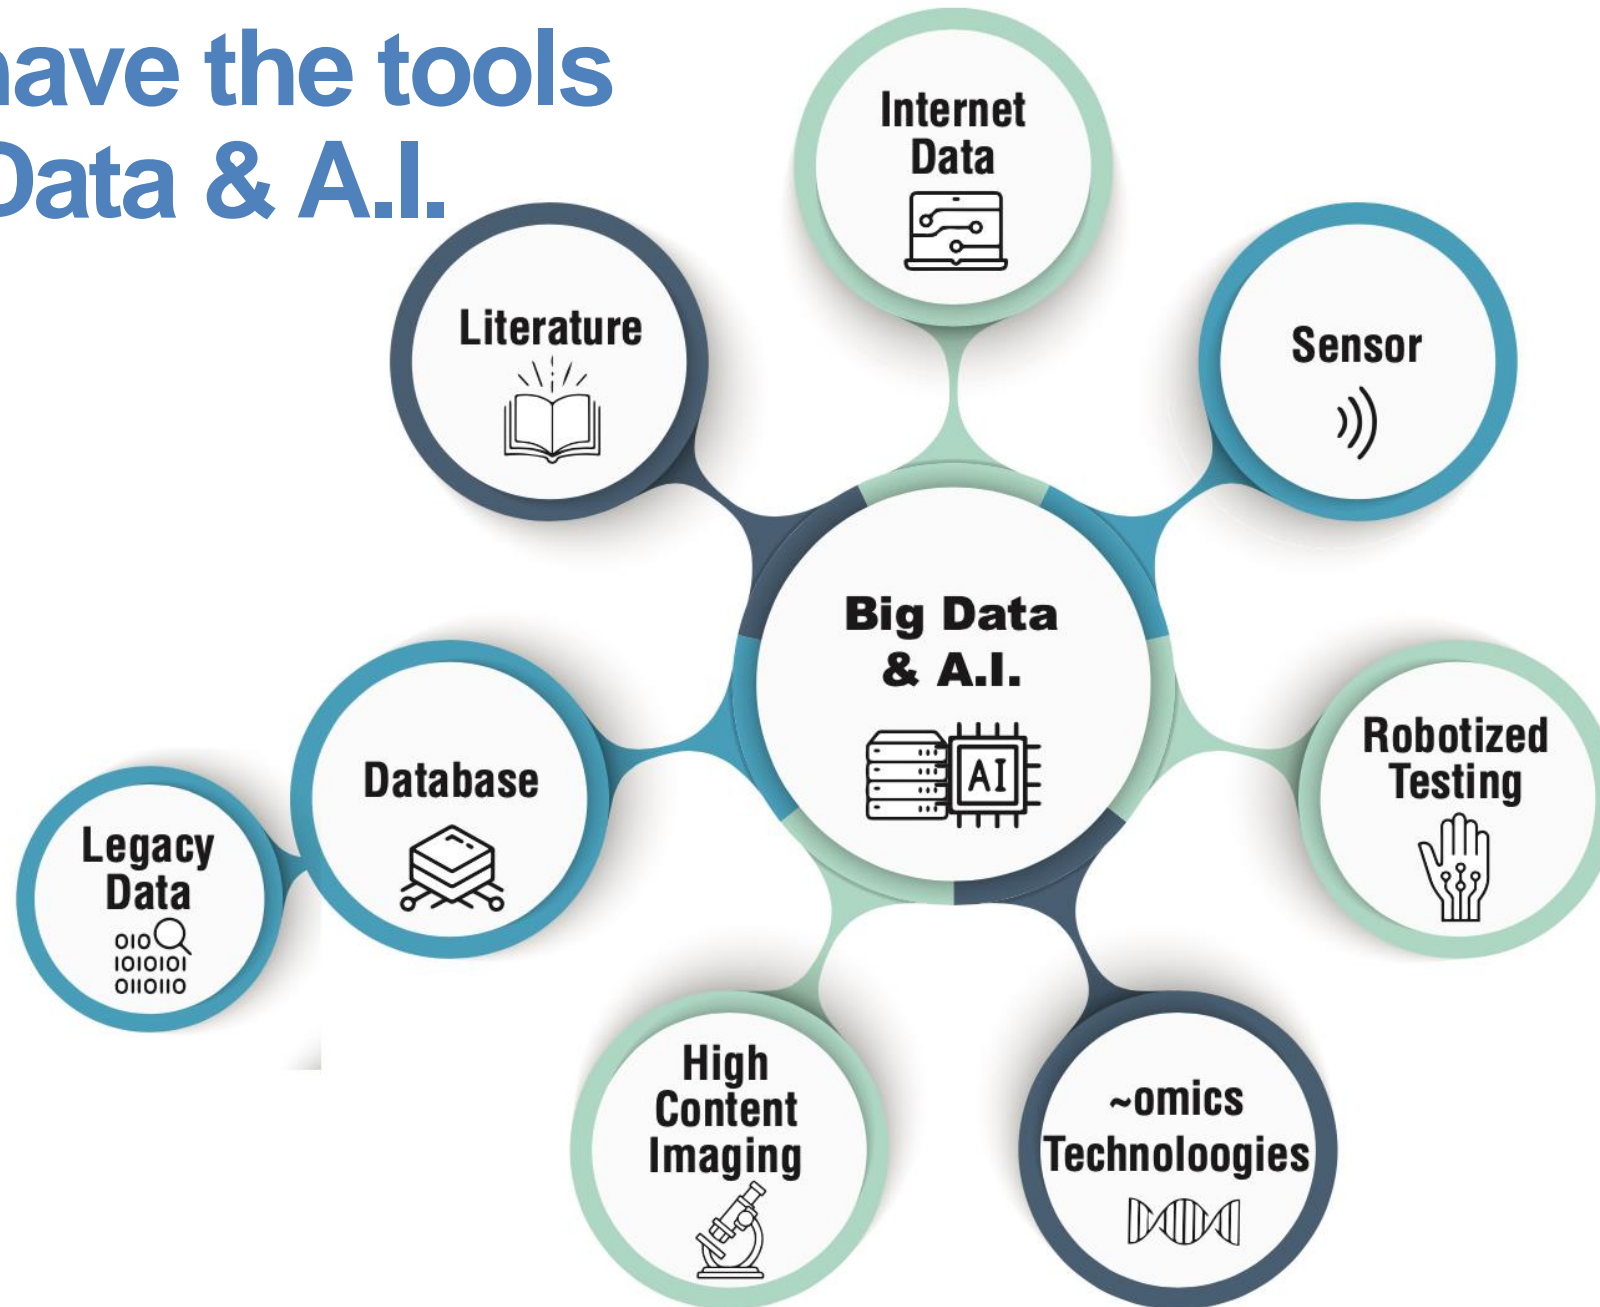 have the tools
Data & A.I.
Internet
Data
Literature
Sensor
Big Data
& A.I.
AI
Robotized
Testing
Database
Legacy
Data
010
1010101
0110110
High
Content
Imaging
~omics
Technoloogies